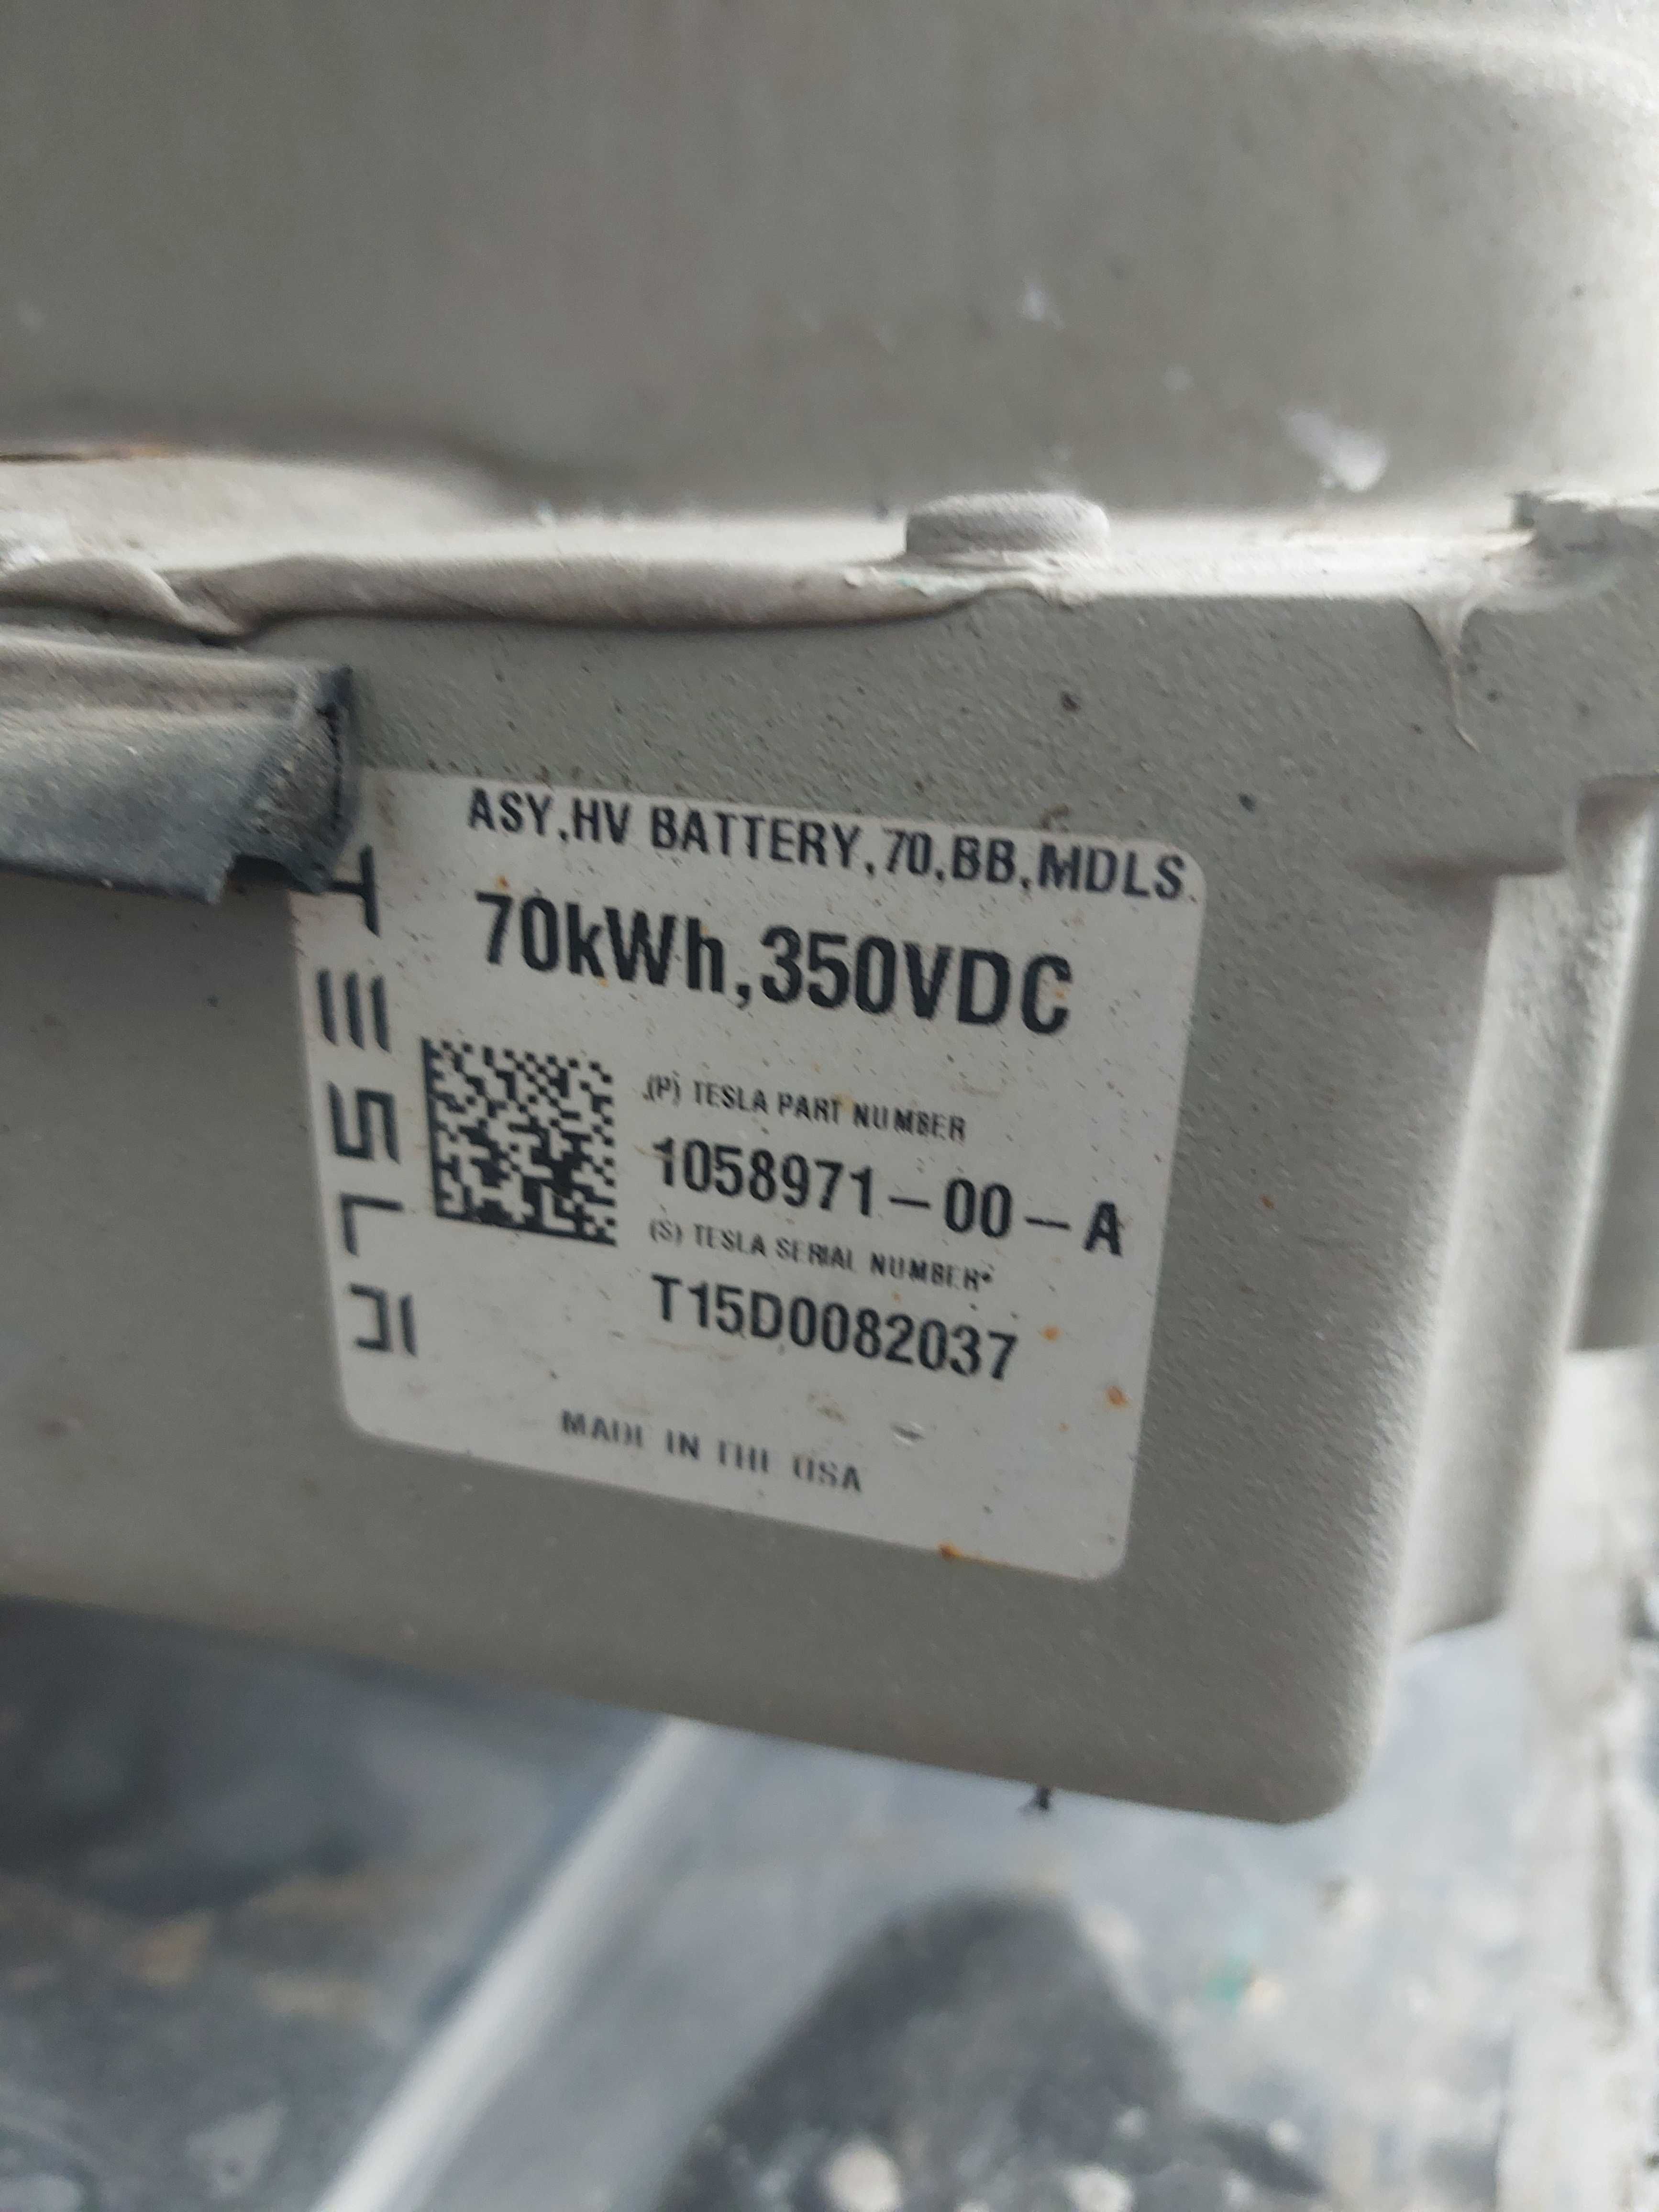 ASY,HV BATTERY,70,BB,MDLS
70kWh,350VDC
TESLA
(P) TESLA PART NUMBER
1058971-00-A
(S) TESLA SERIAL NUMBER
T15D0082037
MADE IN THE USA